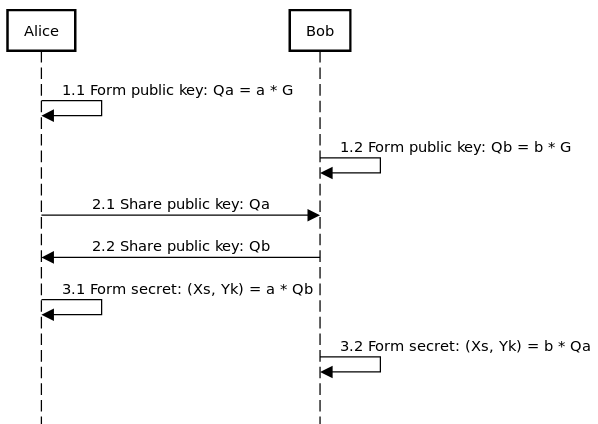 Alice
Bob
1.1 Form public key: Qa = a * G
1.2 Form public key: Qb = b * G
2.1 Share public key: Qa
2.2 Share public key: Qb
3.1 Form secret: (Xs, Yk) = a * Qb
3.2 Form secret: (Xs, Yk) = b * Qa